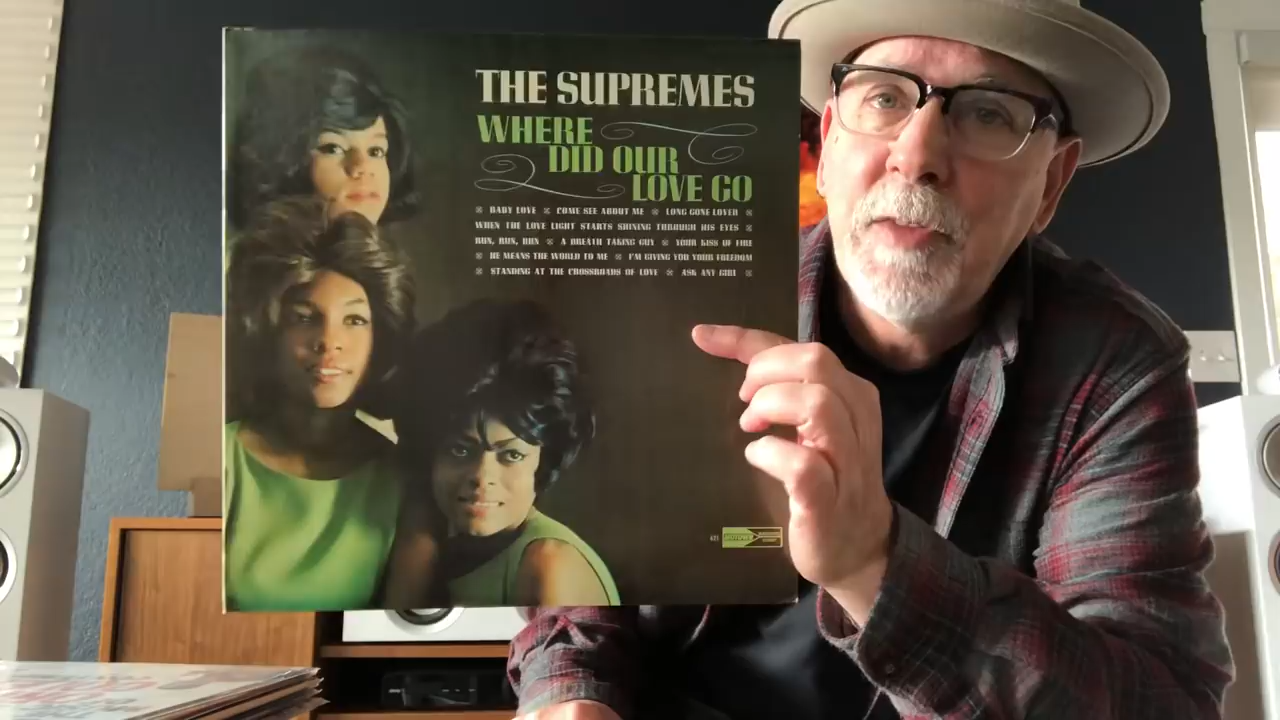 THE SUPREMES
WHERE
DID OUR
LOVE GO
BABY LOVE COME SEE ABOUT ME LONG GONE LOVER
WHEN THE LOVE LIGHT STARTS SHINING THROUGH HIS EYES
RUN, RUN, RUN A BREATH TAKING GUY YOUR KISS OF FIRE
HE MEANS THE WORLD TO ME I'M GIVING YOU YOUR FREEDOM
STANDING AT THE CROSSROADS OF LOVE ASK ANY GIRL
621 MOTOWN